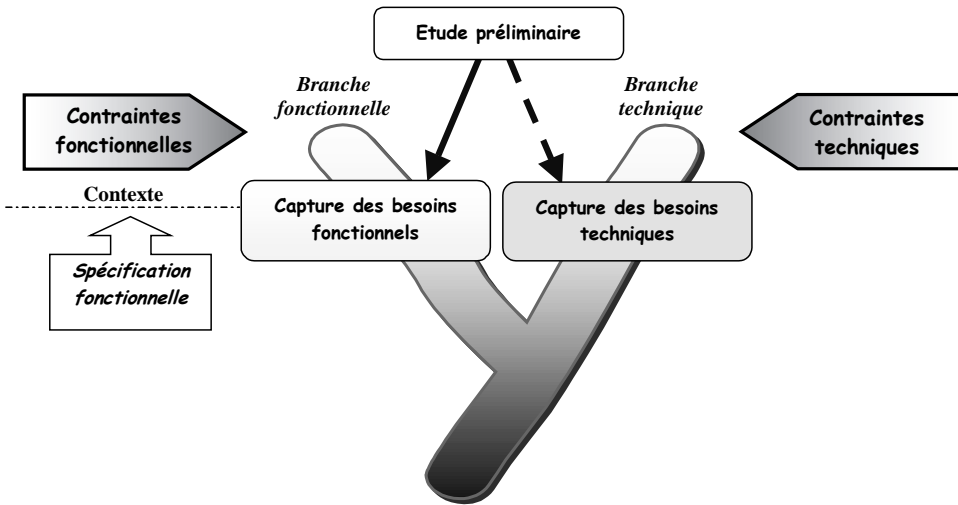 Etude préliminaire
Branche
fonctionnelle
Branche
technique
Contraintes
fonctionnelles
Contraintes
techniques
Contexte
Capture des besoins
fonctionnels
Capture des besoins
techniques
Spécification
fonctionnelle